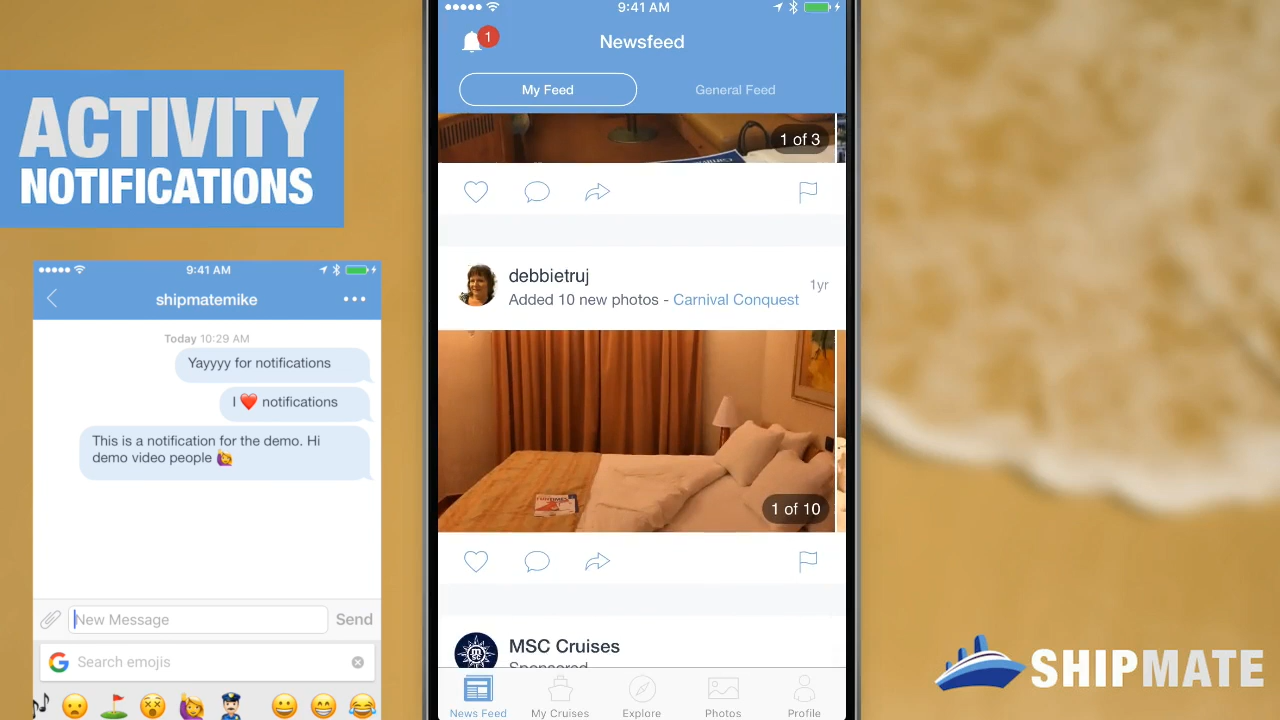 ACTIVITY
NOTIFICATIONS
9:41 AM
shipmatemike
Today 10:29 AM
Yayyyy for notifications
I ❤️ notifications
This is a notification for the demo. Hi
demo video people 🙋
New Message
Send
Search emojis
9:41 AM
1
Newsfeed
My Feed
General Feed
1 of 3
debbietruj
1yr
Added 10 new photos - Carnival Conquest
1 of 10
MSC Cruises
Sponsored
News Feed
My Cruises
Explore
Photos
Profile
SHIPMATE